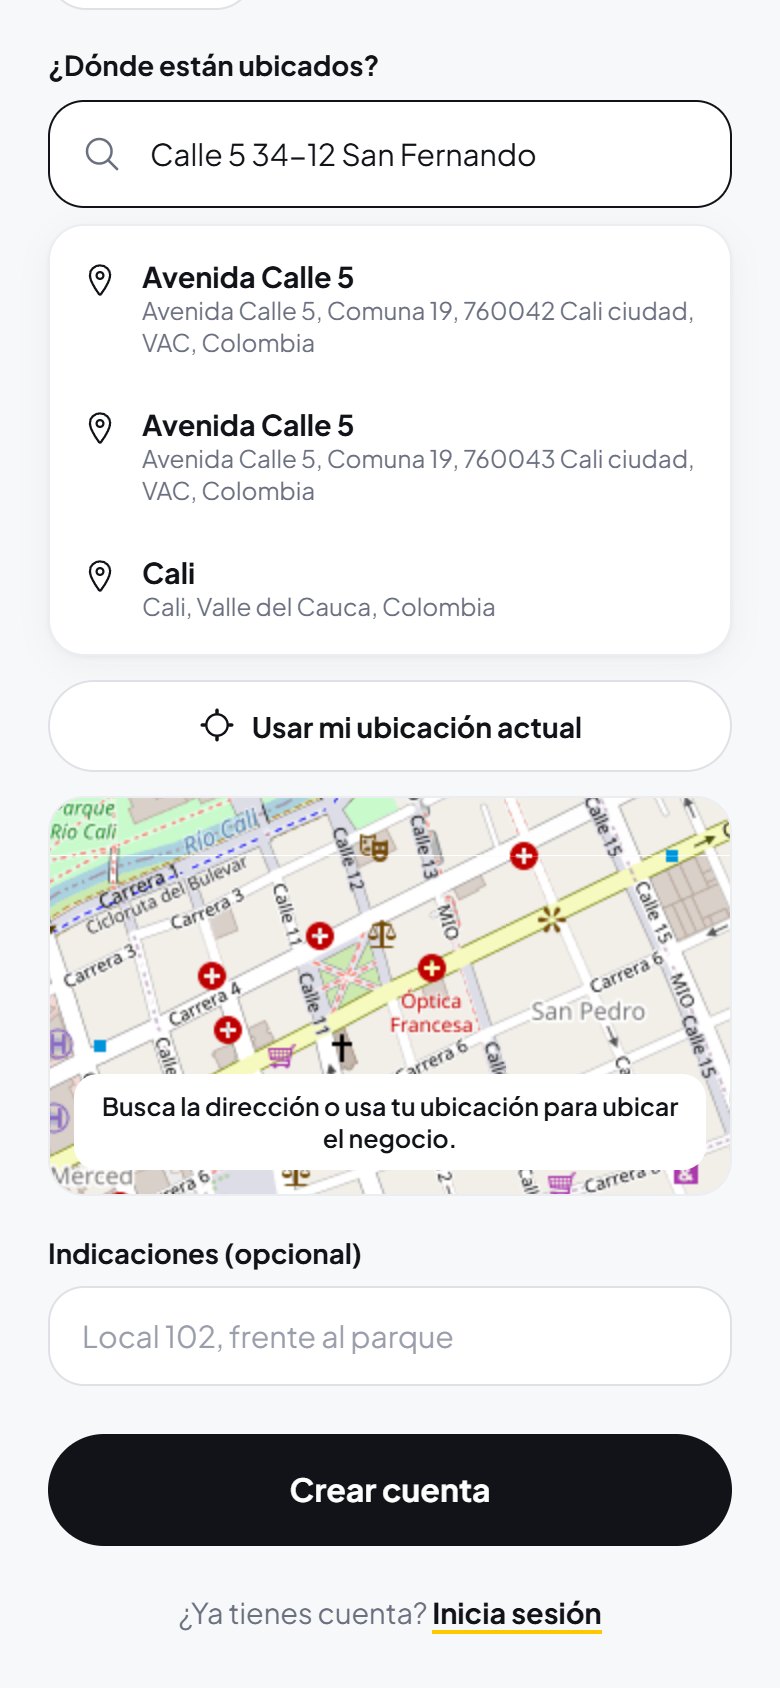 ¿Dónde están ubicados?
Calle 5 34-12 San Fernando
Avenida Calle 5
Avenida Calle 5, Comuna 19, 760042 Cali ciudad,
VAC, Colombia
Avenida Calle 5
Avenida Calle 5, Comuna 19, 760043 Cali ciudad,
VAC, Colombia
Cali
Cali, Valle del Cauca, Colombia
Usar mi ubicación actual
Parque
Río Cali
Río Cali
Carrera 1
Cicloruta del Bulevar
Carrera 3
Carrera 3
Carrera 4
Calle 11
Calle 11
Calle 12
Calle 13
MIO
Calle 15
Calle 15
MIO Calle 15
Carrera 6
San Pedro
Óptica
Francesa
Carrera 6
Calle
Busca la dirección o usa tu ubicación para ubicar
el negocio.
Merced
Carrera
Indicaciones (opcional)
Local 102, frente al parque
Crear cuenta
¿Ya tienes cuenta? Inicia sesión